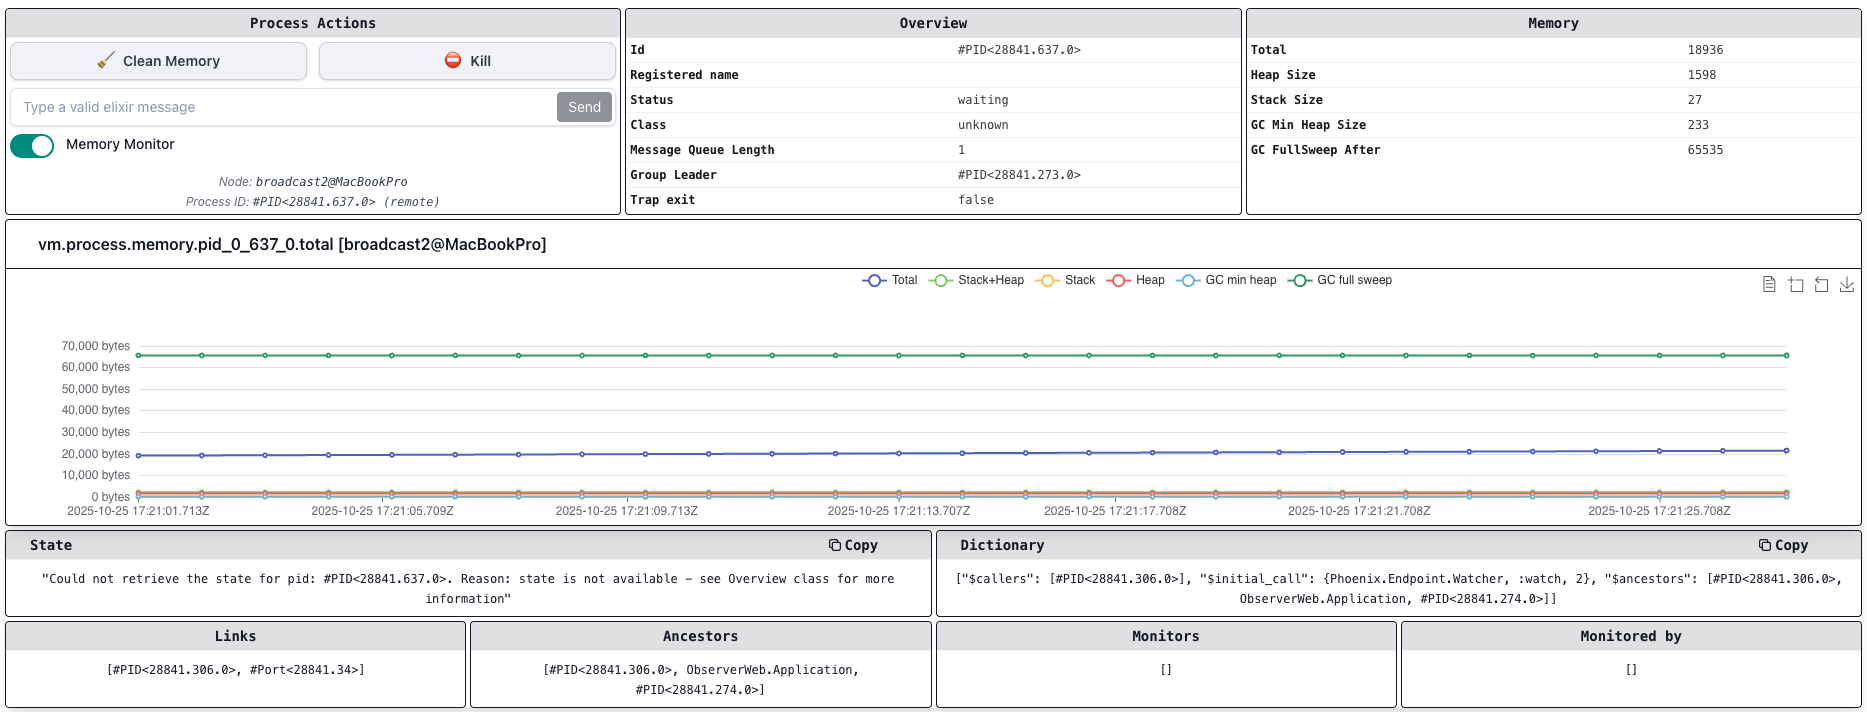 Process Actions
🧹 Clean Memory
⛔ Kill
Type a valid elixir message
Send
Memory Monitor
Node: broadcast2@MacBookPro
Process ID: #PID<28841.637.0> (remote)
Overview
Id #PID<28841.637.0>
Registered name
Status waiting
Class unknown
Message Queue Length 1
Group Leader #PID<28841.273.0>
Trap exit false
Memory
Total 18936
Heap Size 1598
Stack Size 27
GC Min Heap Size 233
GC FullSweep After 65535
vm.process.memory.pid_0_637_0.total [broadcast2@MacBookPro]
Total Stack+Heap Stack Heap GC min heap GC full sweep
70,000 bytes
60,000 bytes
50,000 bytes
40,000 bytes
30,000 bytes
20,000 bytes
10,000 bytes
0 bytes
2025-10-25 17:21:01.713Z 2025-10-25 17:21:05.709Z 2025-10-25 17:21:09.713Z 2025-10-25 17:21:13.707Z 2025-10-25 17:21:17.708Z 2025-10-25 17:21:21.708Z 2025-10-25 17:21:25.708Z
State
Copy
"Could not retrieve the state for pid: #PID<28841.637.0>. Reason: state is not available - see Overview class for more
information"
Dictionary
Copy
["$callers": [#PID<28841.306.0>], "$initial_call": {Phoenix.Endpoint.Watcher, :watch, 2}, "$ancestors": [#PID<28841.306.0>,
ObserverWeb.Application, #PID<28841.274.0>]]
Links
[#PID<28841.306.0>, #Port<28841.34>]
Ancestors
[#PID<28841.306.0>, ObserverWeb.Application,
#PID<28841.274.0>]
Monitors
[]
Monitored by
[]